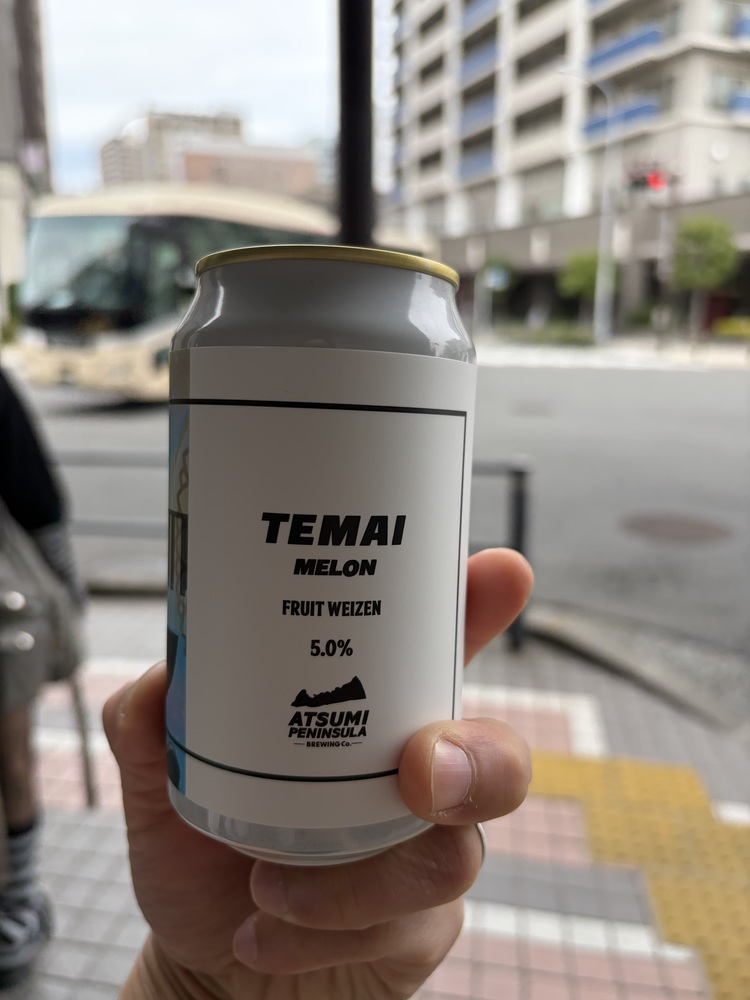 TEMAI
MELON
FRUIT WEIZEN
5.0%
ATSUMI
PENINSULA
BREWING Co.